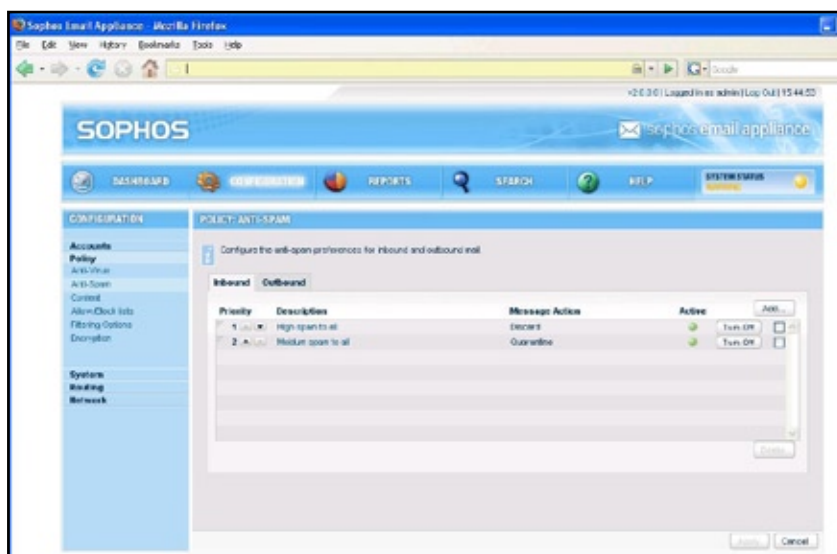 Sophos Email Appliance - Mozilla Firefox
File Edit View History Bookmarks Tools Help
Google
Logged in as admin | Log Out | 15:44:53
SOPHOS
sophos email appliance
DASHBOARD CONFIGURATION REPORTS SEARCH HELP SYSTEM STATUS
CONFIGURATION
POLICY: ANTI-SPAM
Accounts
Policy
Anti-Virus
Anti-Spam
Content
Allow/Block lists
Filtering Options
Encryption
System
Routing
Network
Configure the anti-spam preferences for inbound and outbound mail.
Inbound Outbound
Priority Description Message Action Active Add...
1 High spam to all Discard Turn Off
2 Medium spam to all Quarantine Turn Off
Delete
Apply Cancel